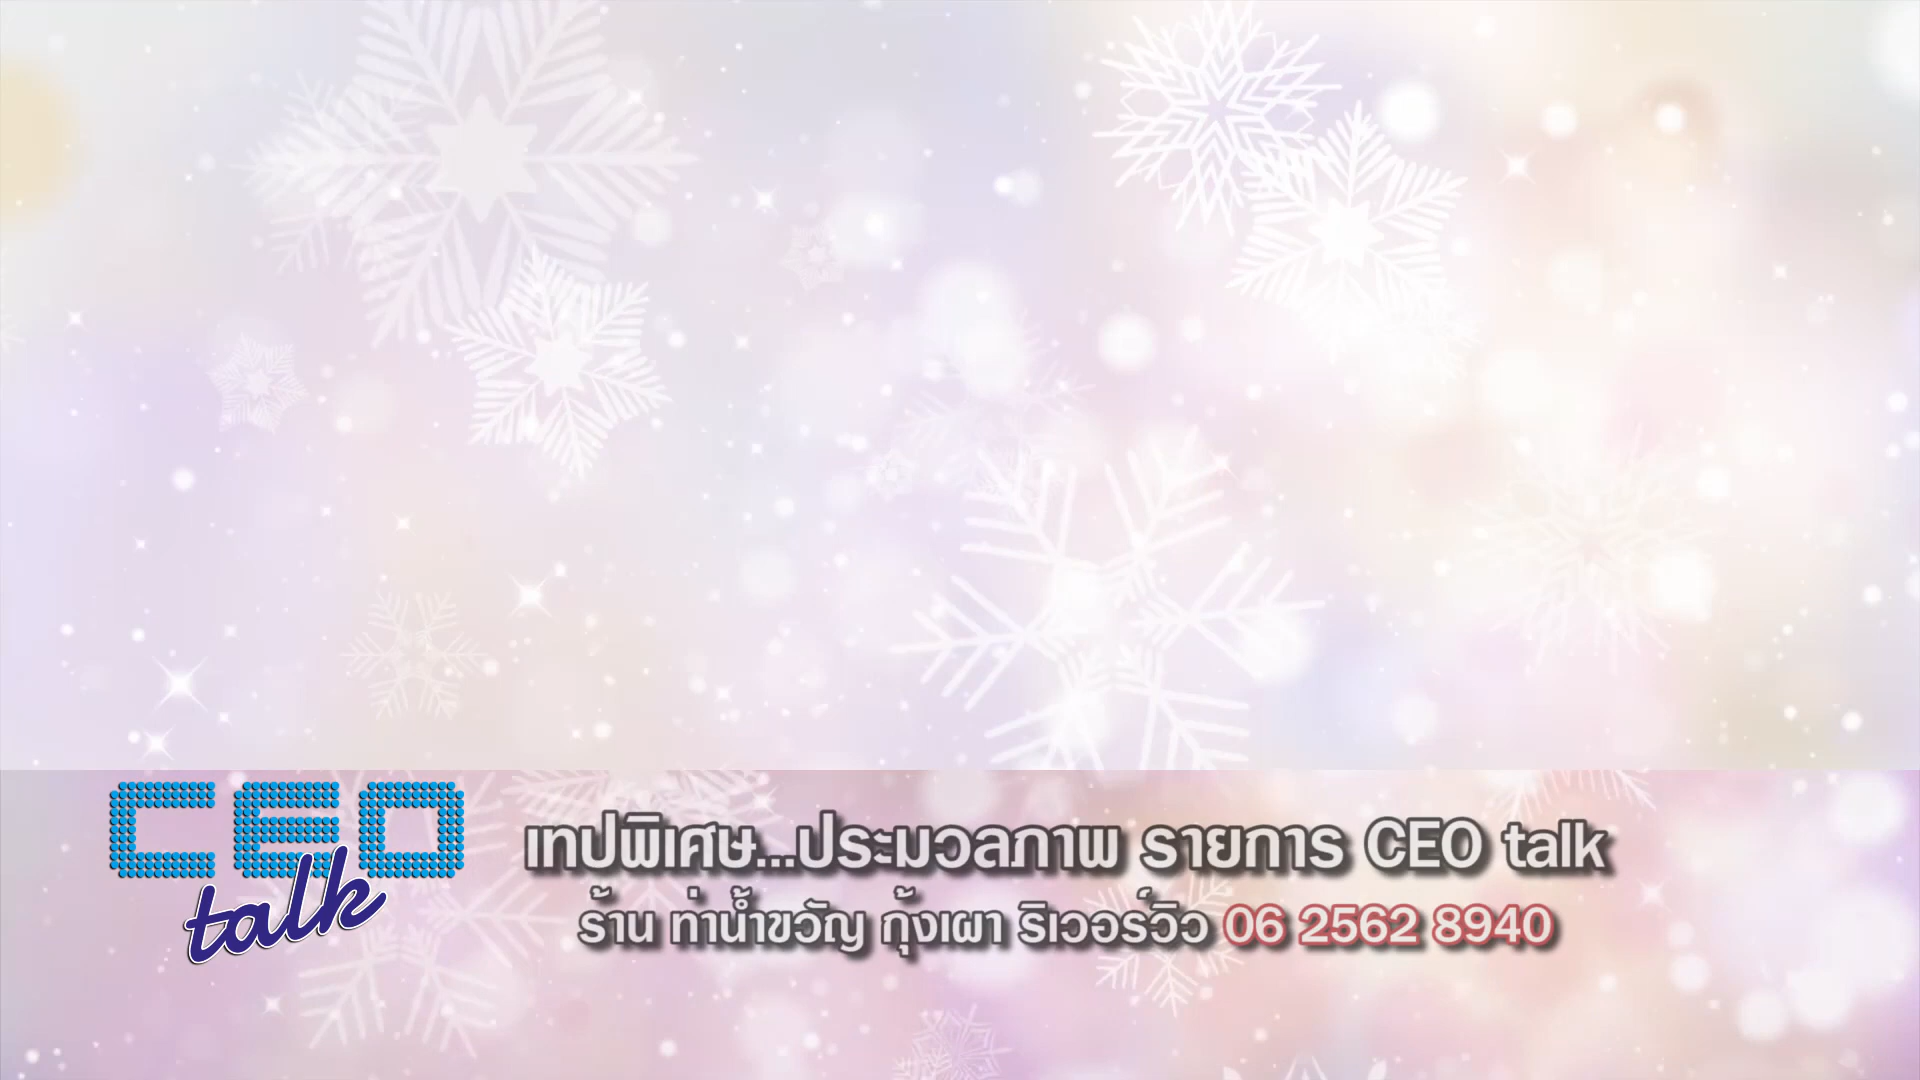 CEO
talk
เทปพิเศษ...ประมวลภาพ รายการ CEO talk
ร้าน ท่าน้ำขวัญ กุ้งเผา ริเวอร์วิว 06 2562 8940